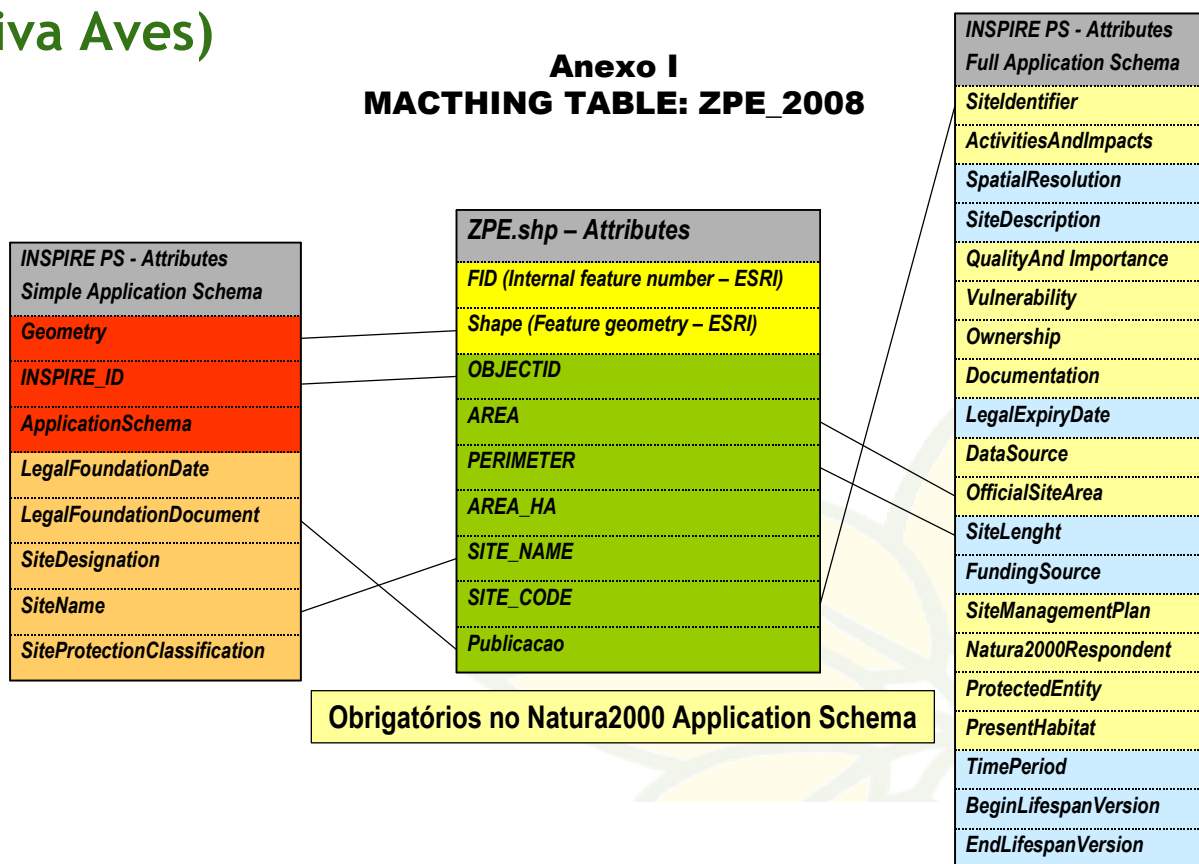 iva Aves)
Anexo I
MACTHING TABLE: ZPE_2008
INSPIRE PS - Attributes
Simple Application Schema
Geometry
INSPIRE_ID
ApplicationSchema
LegalFoundationDate
LegalFoundationDocument
SiteDesignation
SiteName
SiteProtectionClassification
ZPE.shp – Attributes
FID (Internal feature number – ESRI)
Shape (Feature geometry – ESRI)
OBJECTID
AREA
PERIMETER
AREA_HA
SITE_NAME
SITE_CODE
Publicacao
Obrigatórios no Natura2000 Application Schema
INSPIRE PS - Attributes
Full Application Schema
SiteIdentifier
ActivitiesAndImpacts
SpatialResolution
SiteDescription
QualityAnd Importance
Vulnerability
Ownership
Documentation
LegalExpiryDate
DataSource
OfficialSiteArea
SiteLenght
FundingSource
SiteManagementPlan
Natura2000Respondent
ProtectedEntity
PresentHabitat
TimePeriod
BeginLifespanVersion
EndLifespanVersion